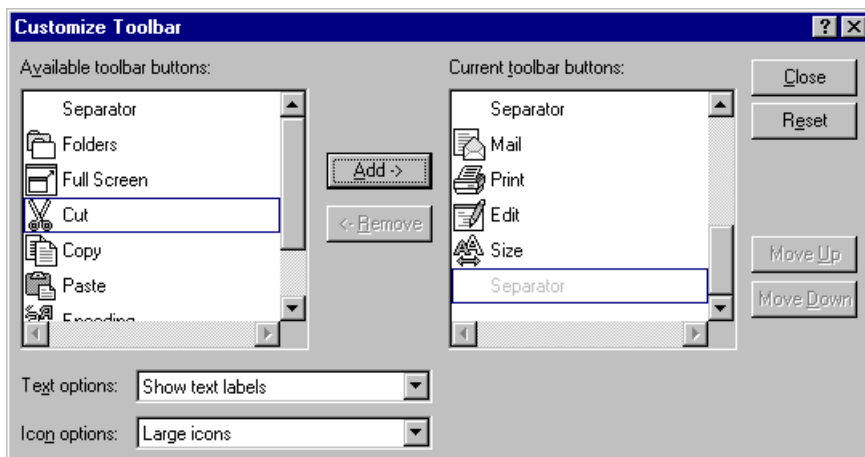 Customize Toolbar
Available toolbar buttons:
Separator
Folders
Full Screen
Cut
Copy
Paste
Encoding
Add ->
<- Remove
Current toolbar buttons:
Separator
Mail
Print
Edit
Size
Separator
Close
Reset
Move Up
Move Down
Text options:
Show text labels
Icon options:
Large icons